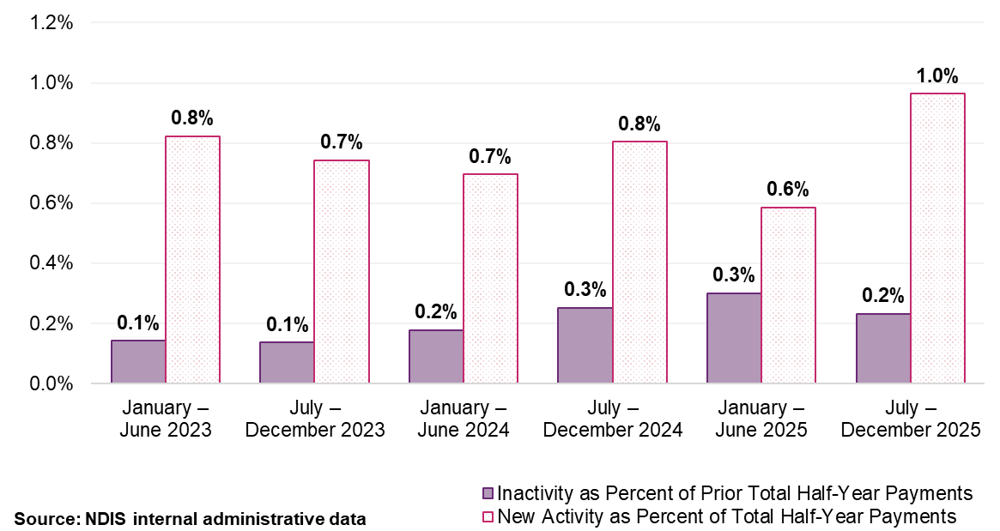 1.2%
1.0%
0.8%
0.6%
0.4%
0.2%
0.0%
0.1%
0.8%
0.1%
0.7%
0.2%
0.7%
0.3%
0.8%
0.3%
0.6%
0.2%
1.0%
January –
June 2023
July –
December 2023
January –
June 2024
July –
December 2024
January –
June 2025
July –
December 2025
Inactivity as Percent of Prior Total Half-Year Payments
New Activity as Percent of Total Half-Year Payments
Source: NDIS internal administrative data